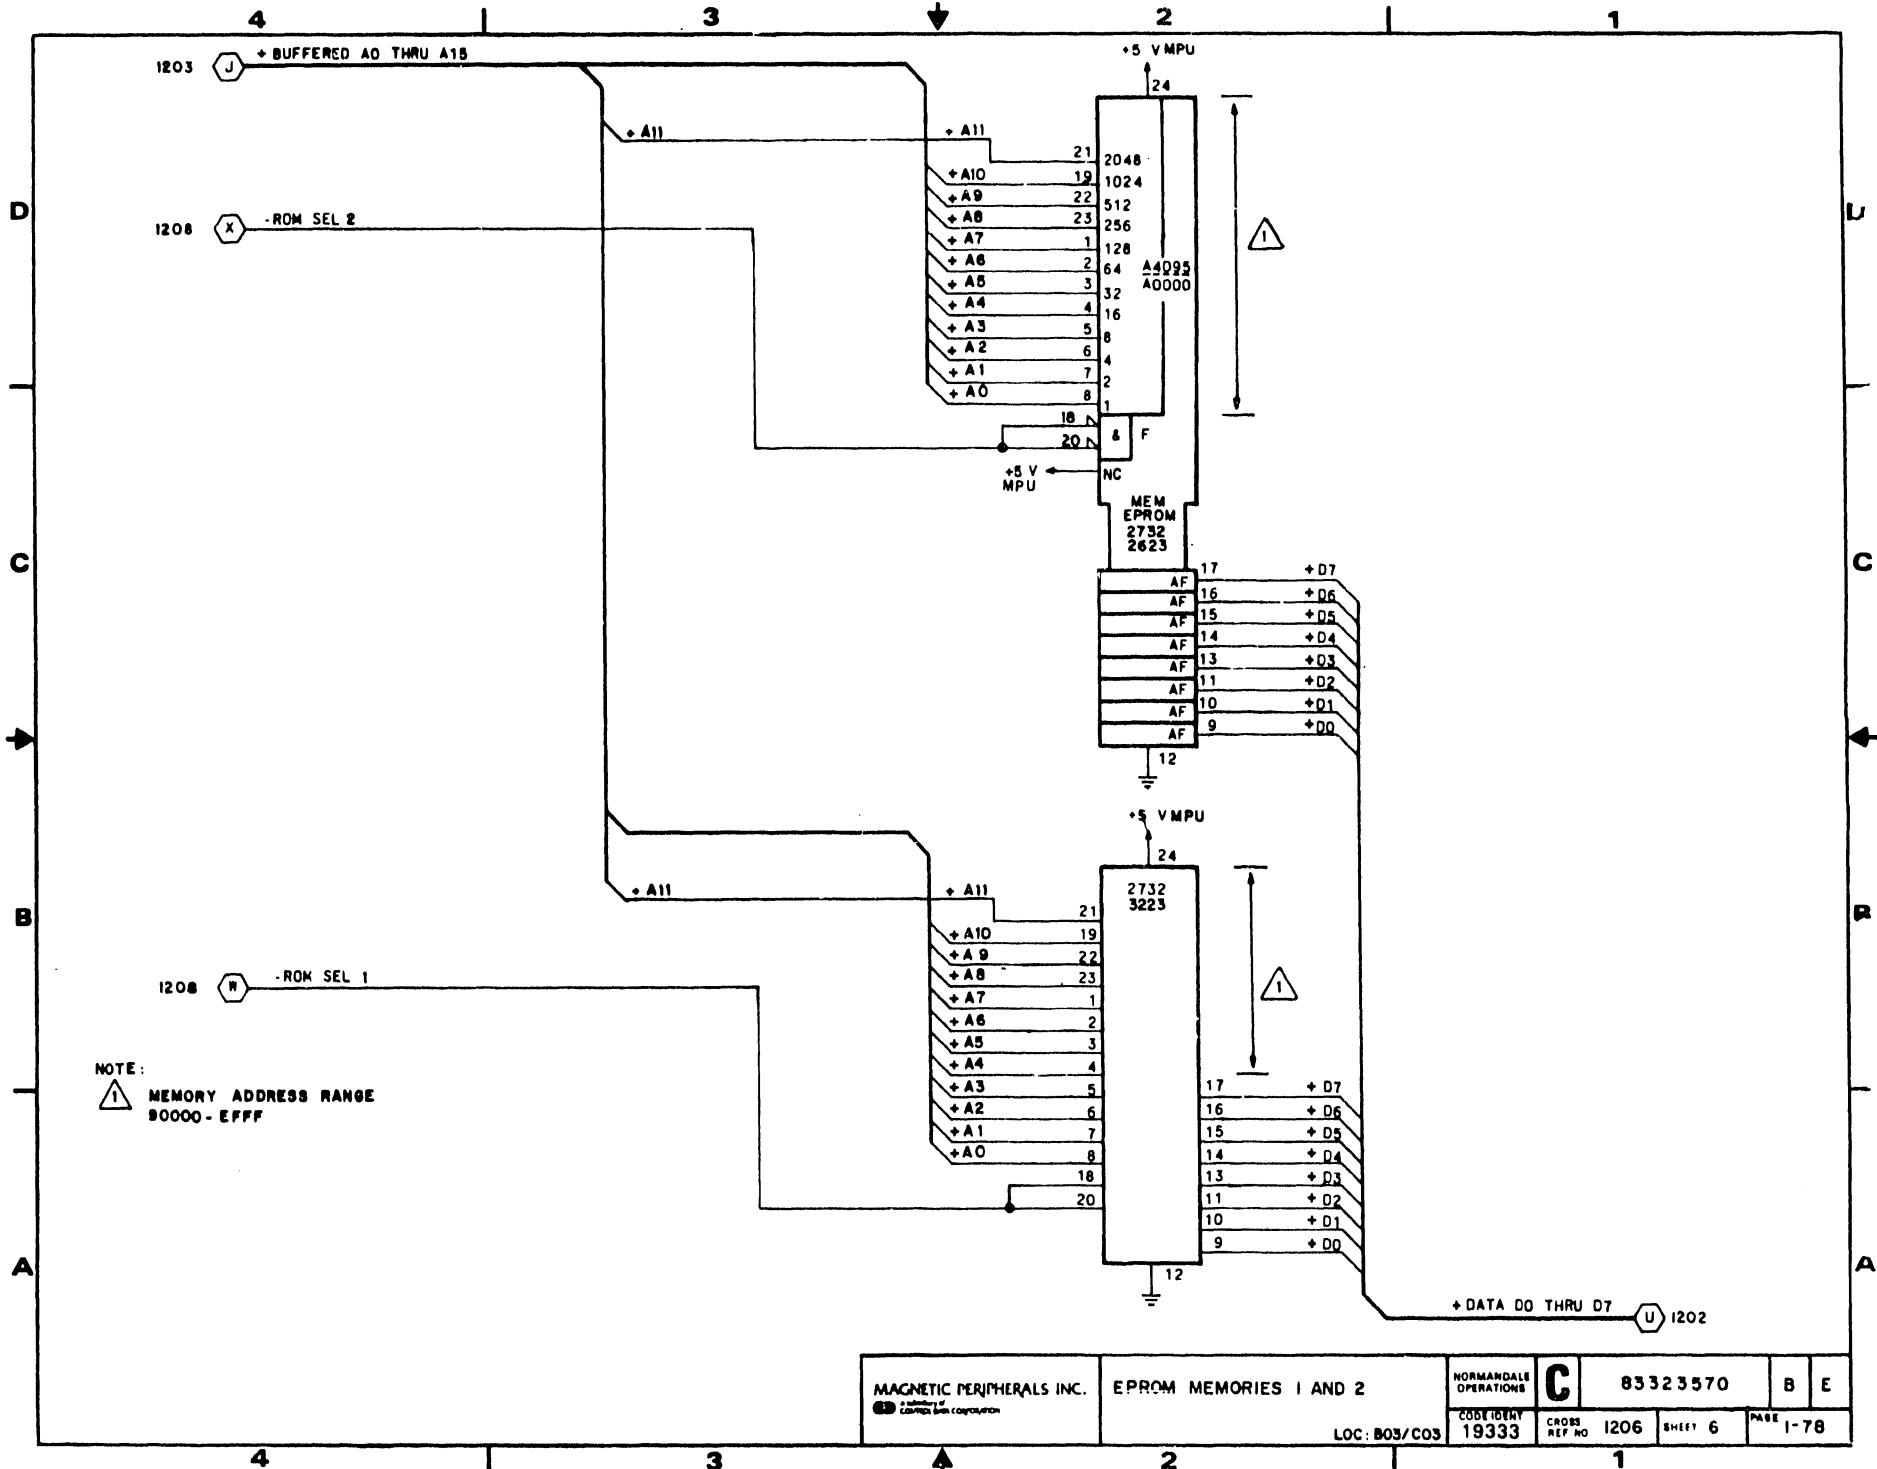 4 3 2 1
1203 J + BUFFERED A0 THRU A15
+5 V MPU
24
+ A11 + A11
21 2048
D D
+ A10 19 1024
+ A9 22 512
1208 X -ROM SEL 2
+ A8 23 256
+ A7 1 128
1
+ A6 2 64
A4095
A0000
+ A5 3 32
+ A4 4 16
+ A3 5 8
+ A2 6 4
+ A1 7 2
+ A0 8 1
18
20
& F
+5 V
MPU
NC
MEM
EPROM
2732
2623
C C
AF 17 + D7
AF 16 + D6
AF 15 + D5
AF 14 + D4
AF 13 + D3
AF 11 + D2
AF 10 + D1
AF 9 + D0
12
+5 V MPU
24
2732
3223
+ A11 + A11
21
B B
+ A10 19
+ A 9 22
1208 W -ROM SEL 1
+ A8 23
+ A7 1
1
+ A6 2
+ A5 3
+ A4 4
+ A3 5
+ A2 6
+ A1 7
+ A0 8
18
20
17 + D7
16 + D6
15 + D5
14 + D4
13 + D3
11 + D2
10 + D1
9 + D0
12
NOTE:
1 MEMORY ADDRESS RANGE
90000 - EFFF
A A
+ DATA D0 THRU D7 U 1202
MAGNETIC PERIPHERALS INC.
a subsidiary of
CONTROL DATA CORPORATION
EPROM MEMORIES 1 AND 2
LOC: B03/C03
NORMANDALE
OPERATIONS
C 83323570 B E
CODE IDENT
19333
CROSS
REF NO 1206
SHEET 6
PAGE 1-78
4 3 2 1